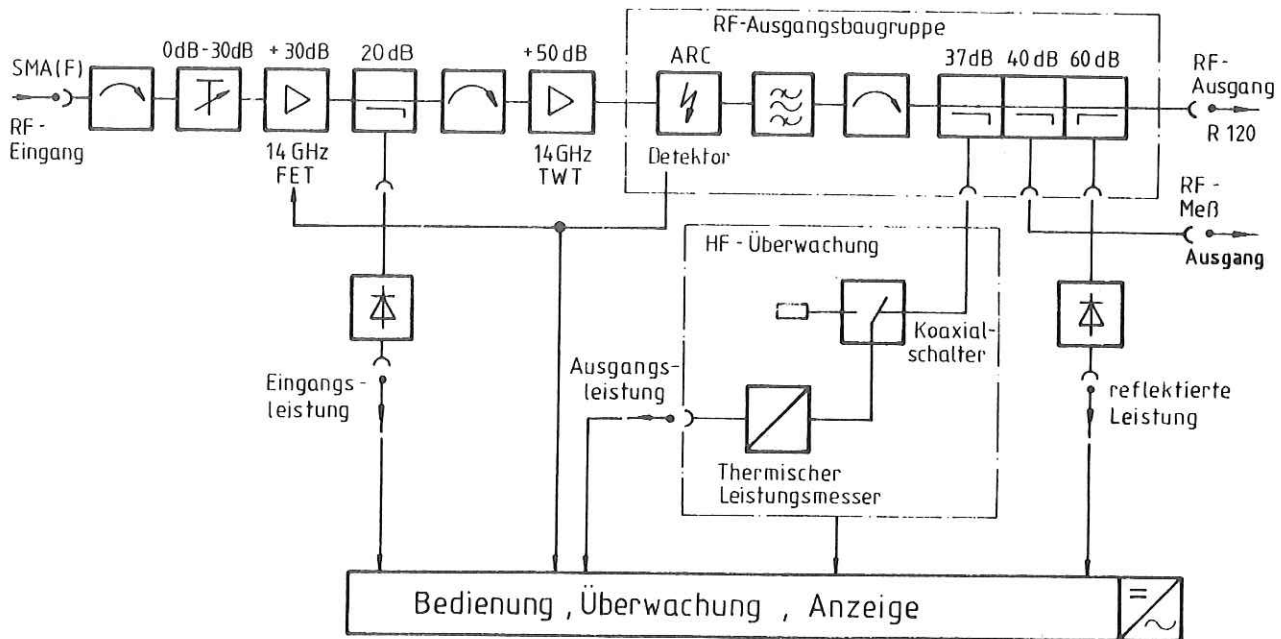 RF-Ausgangsbaugruppe
0dB-30dB
+30dB
20 dB
+50 dB
ARC
37dB
40dB
60 dB
SMA(F)
RF-
Eingang
RF-
Ausgang
R 120
14 GHz
FET
14GHz
TWT
Detektor
RF-
Meß
Ausgang
HF-Überwachung
Koaxial-
schalter
Eingangs-
leistung
Ausgangs-
leistung
reflektierte
Leistung
Thermischer
Leistungsmesser
Bedienung, Überwachung, Anzeige